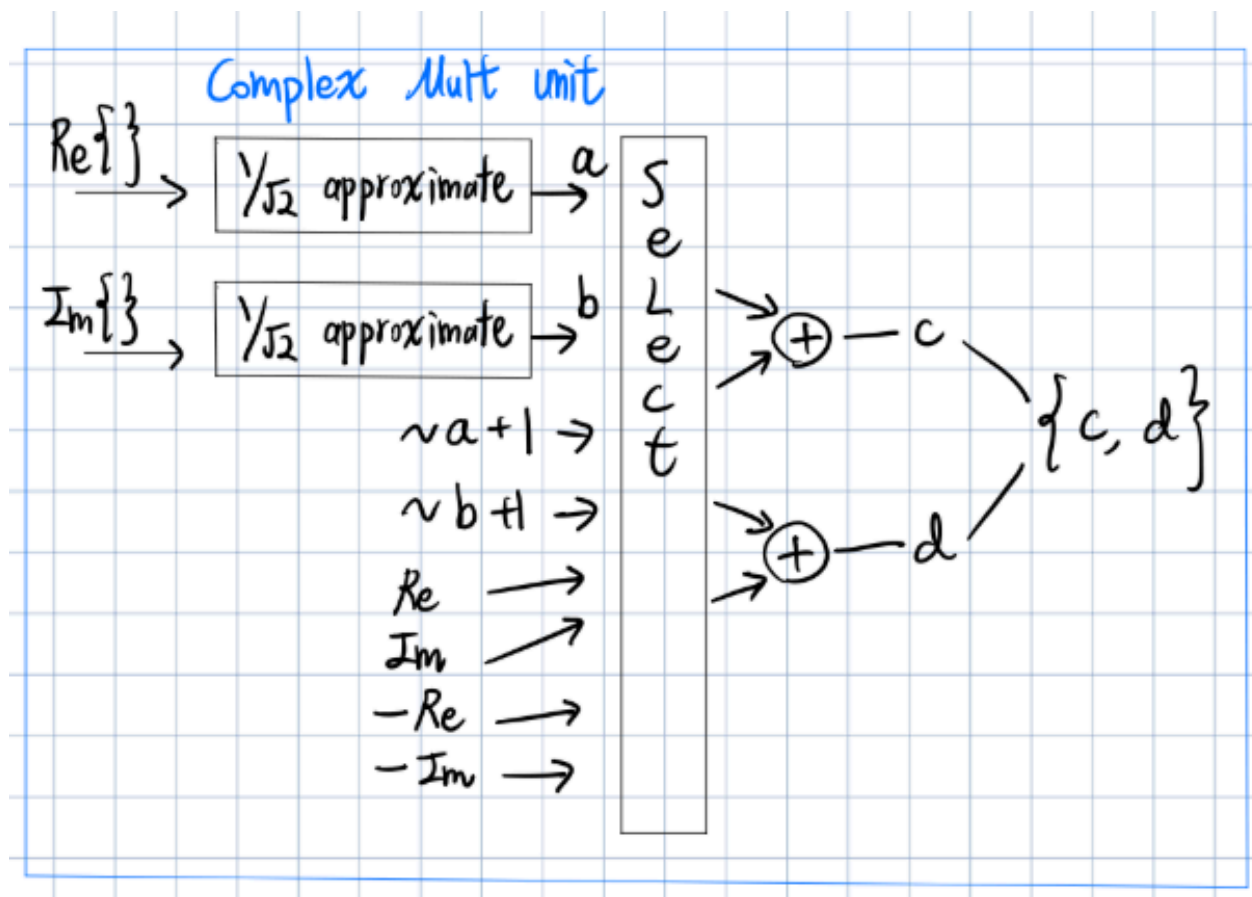 Complex Mult unit
Re{}
1/√2 approximate
a
Im{}
1/√2 approximate
b
Select
~a+1
~b+1
Re
Im
-Re
-Im
+
c
+
d
{c, d}